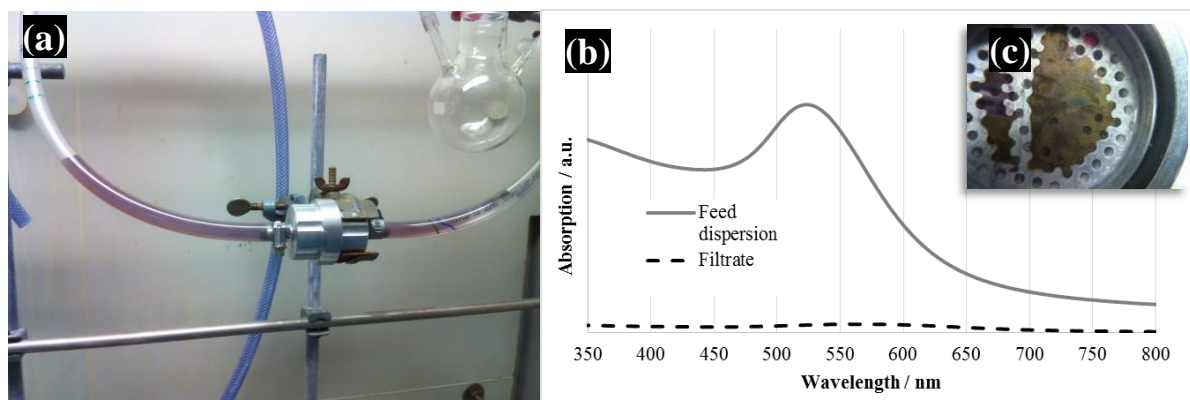 (a)
(b)
(c)
Absorption / a.u.
Feed
dispersion
Filtrate
350 400 450 500 550 600 650 700 750 800
Wavelength / nm